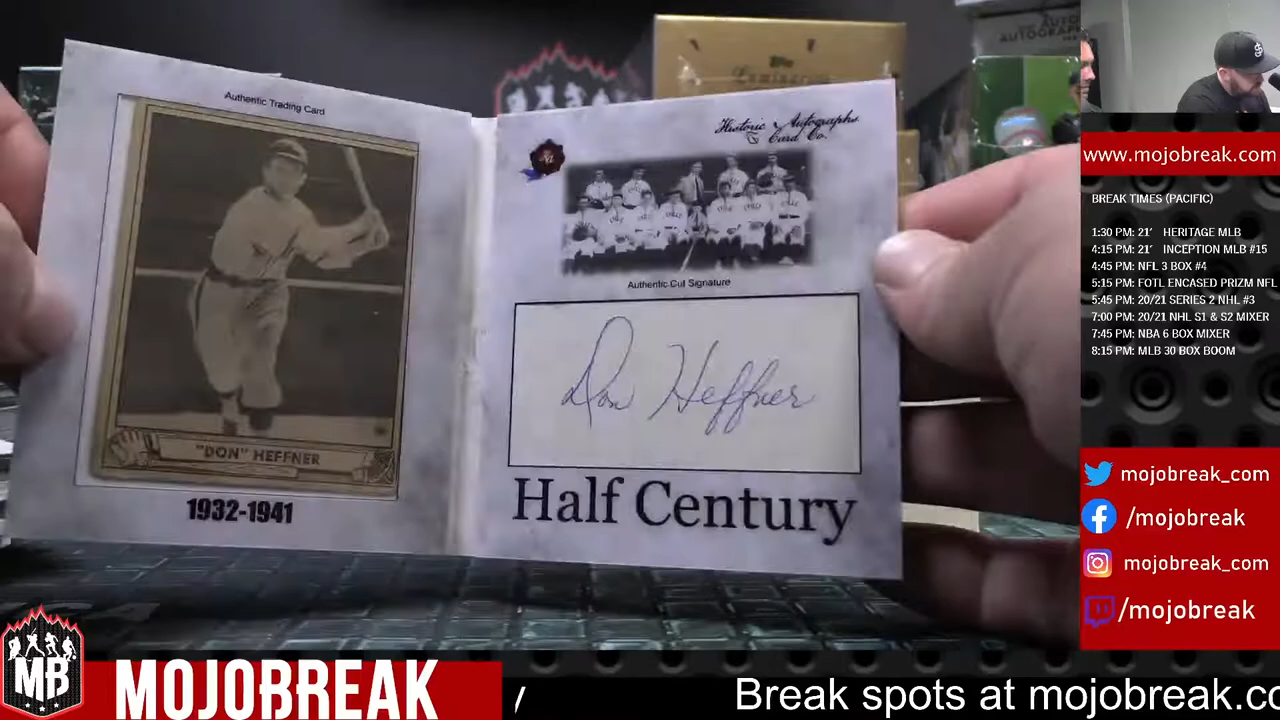 Authentic Trading Card
"DON" HEFFNER
1932-1941
Historic Autographs
Card Co.
Authentic Cut Signature
Don Heffner
Half Century
AUTOGRAPH
www.mojobreak.com
BREAK TIMES (PACIFIC)
1:30 PM: 21' HERITAGE MLB
4:15 PM: 21' INCEPTION MLB #15
4:45 PM: NFL 3 BOX #4
5:15 PM: FOTL ENCASED PRIZM NFL
5:45 PM: 20/21 SERIES 2 NHL #3
7:00 PM: 20/21 NHL S1 & S2 MIXER
7:45 PM: NBA 6 BOX MIXER
8:15 PM: MLB 30 BOX BOOM
mojobreak_com
/mojobreak
mojobreak_com
/mojobreak
MB
MOJOBREAK
/
Break spots at mojobreak.co